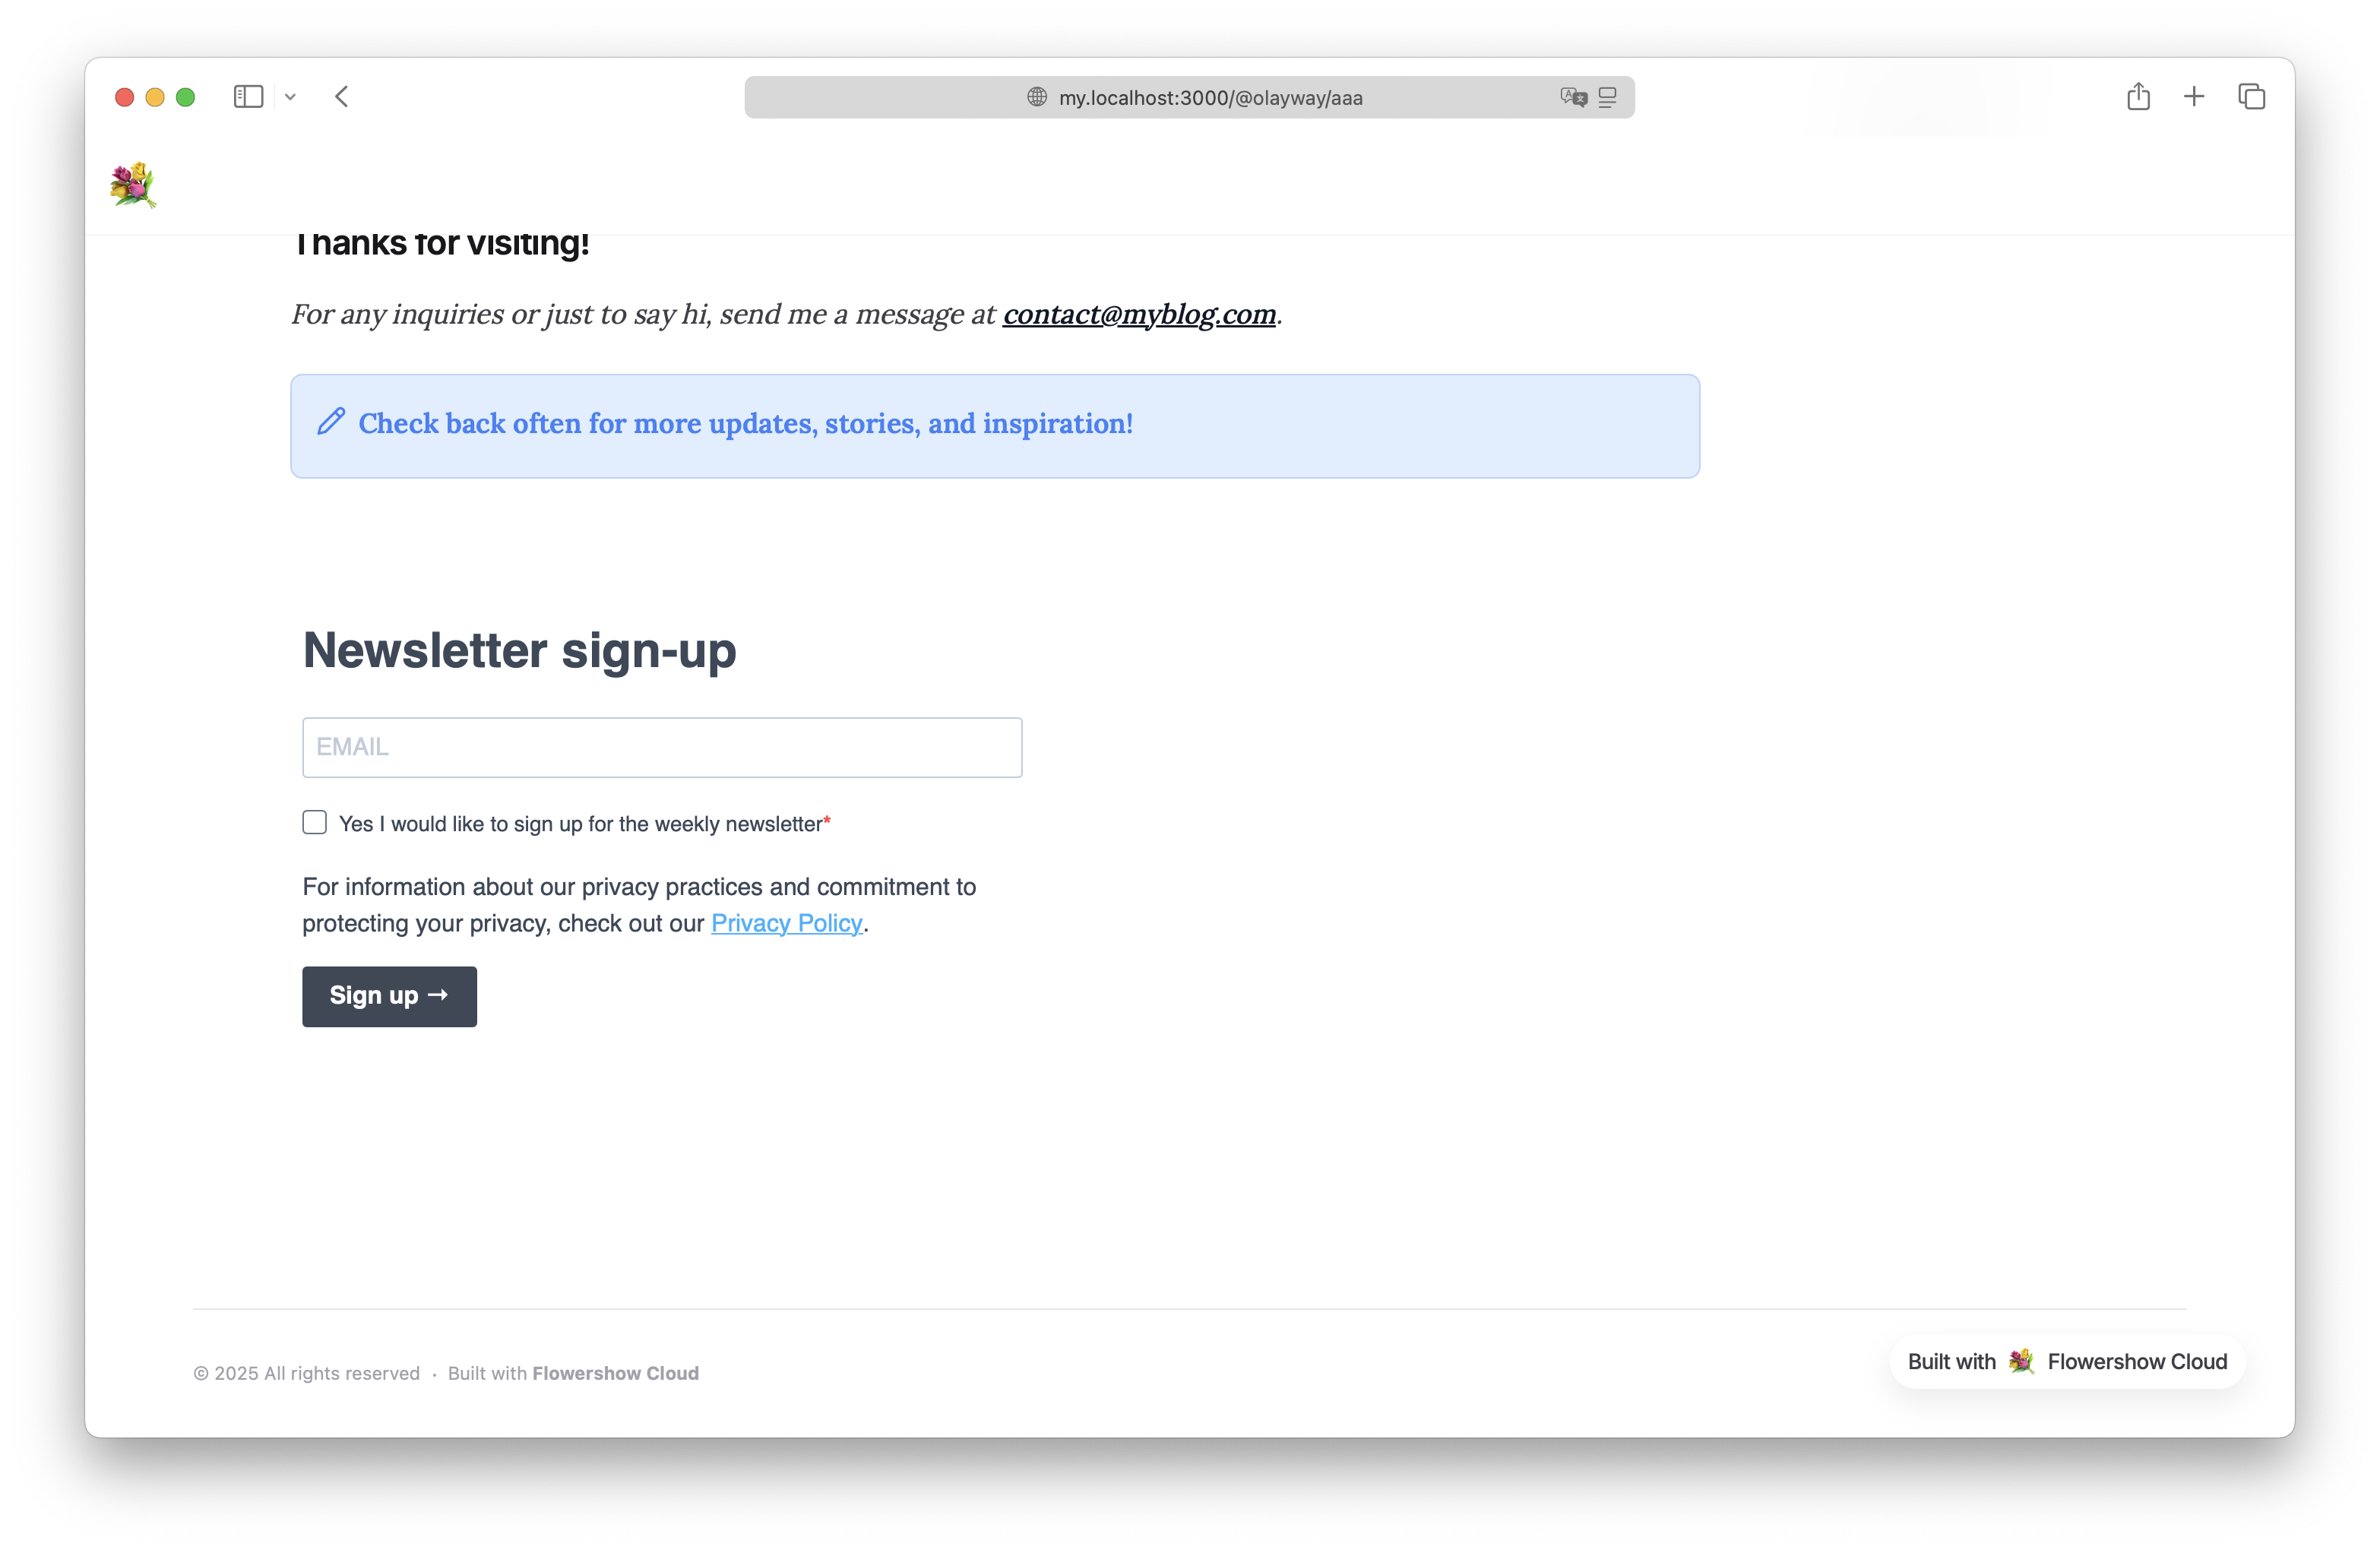 my.localhost:3000/@olayway/aaa
Thanks for visiting!
For any inquiries or just to say hi, send me a message at contact@myblog.com.
Check back often for more updates, stories, and inspiration!
Newsletter sign-up
EMAIL
Yes I would like to sign up for the weekly newsletter*
For information about our privacy practices and commitment to
protecting your privacy, check out our Privacy Policy.
Sign up →
© 2025 All rights reserved · Built with Flowershow Cloud
Built with Flowershow Cloud